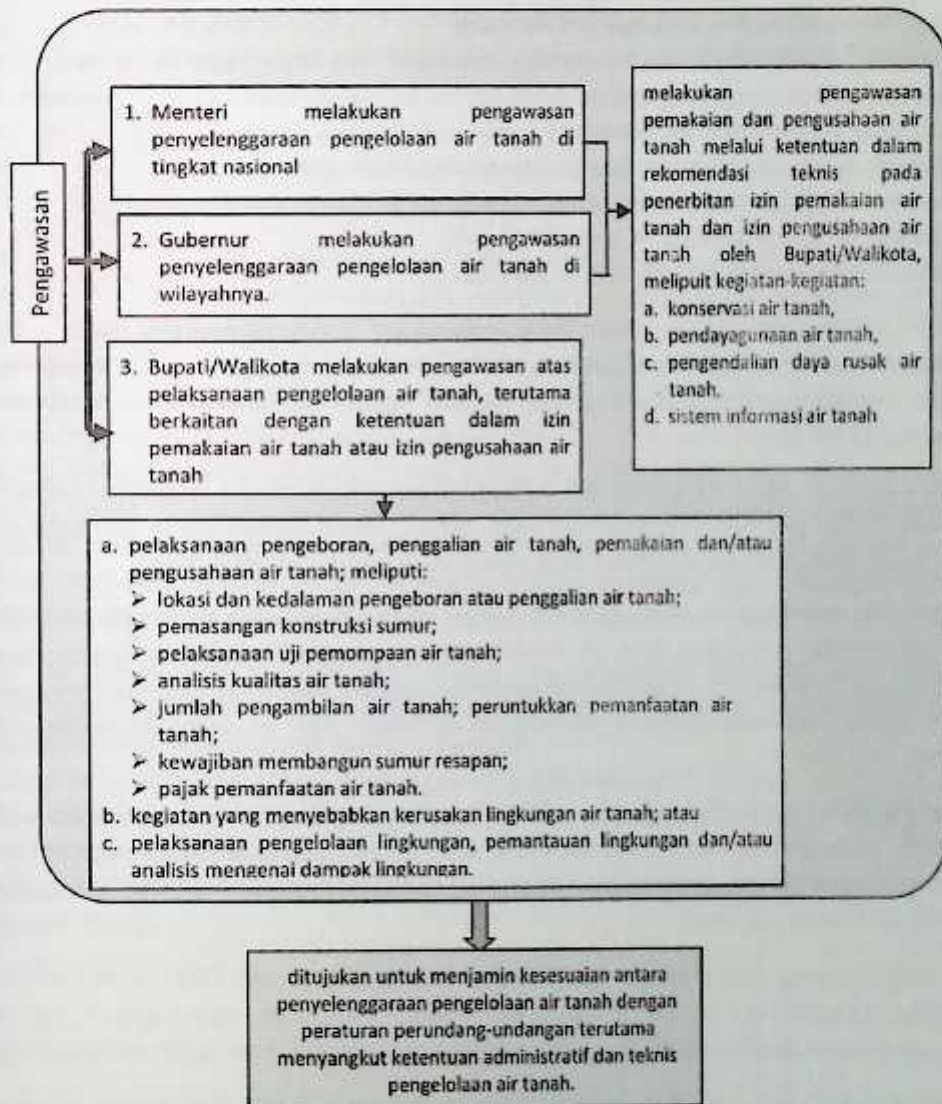 Pengawasan
1. Menteri melakukan pengawasan
penyelenggaraan pengelolaan air tanah di
tingkat nasional
2. Gubernur melakukan pengawasan
penyelenggaraan pengelolaan air tanah di
wilayahnya.
3. Bupati/Walikota melakukan pengawasan atas
pelaksanaan pengelolaan air tanah, terutama
berkaitan dengan ketentuan dalam izin
pemakaian air tanah atau izin pengusahaan air
tanah
melakukan pengawasan
pemakaian dan pengusahaan air
tanah melalui ketentuan dalam
rekomendasi teknis pada
penerbitan izin pemakaian air
tanah dan izin pengusahaan air
tanah oleh Bupati/Walikota,
melipuit kegiatan-kegiatan:
a. konservasi air tanah,
b. pendayagunaan air tanah,
c. pengendalian daya rusak air
tanah.
d. sistem informasi air tanah
a. pelaksanaan pengeboran, penggalian air tanah, pemakaian dan/atau
pengusahaan air tanah; meliputi:
➢ lokasi dan kedalaman pengeboran atau penggalian air tanah;
➢ pemasangan konstruksi sumur;
➢ pelaksanaan uji pemompaan air tanah;
➢ analisis kualitas air tanah;
➢ jumlah pengambilan air tanah; peruntukkan pemanfaatan air
tanah;
➢ kewajiban membangun sumur resapan;
➢ pajak pemanfaatan air tanah.
b. kegiatan yang menyebabkan kerusakan lingkungan air tanah; atau
c. pelaksanaan pengelolaan lingkungan, pemantauan lingkungan dan/atau
analisis mengenai dampak lingkungan.
ditujukan untuk menjamin kesesuaian antara
penyelenggaraan pengelolaan air tanah dengan
peraturan perundang-undangan terutama
menyangkut ketentuan administratif dan teknis
pengelolaan air tanah.